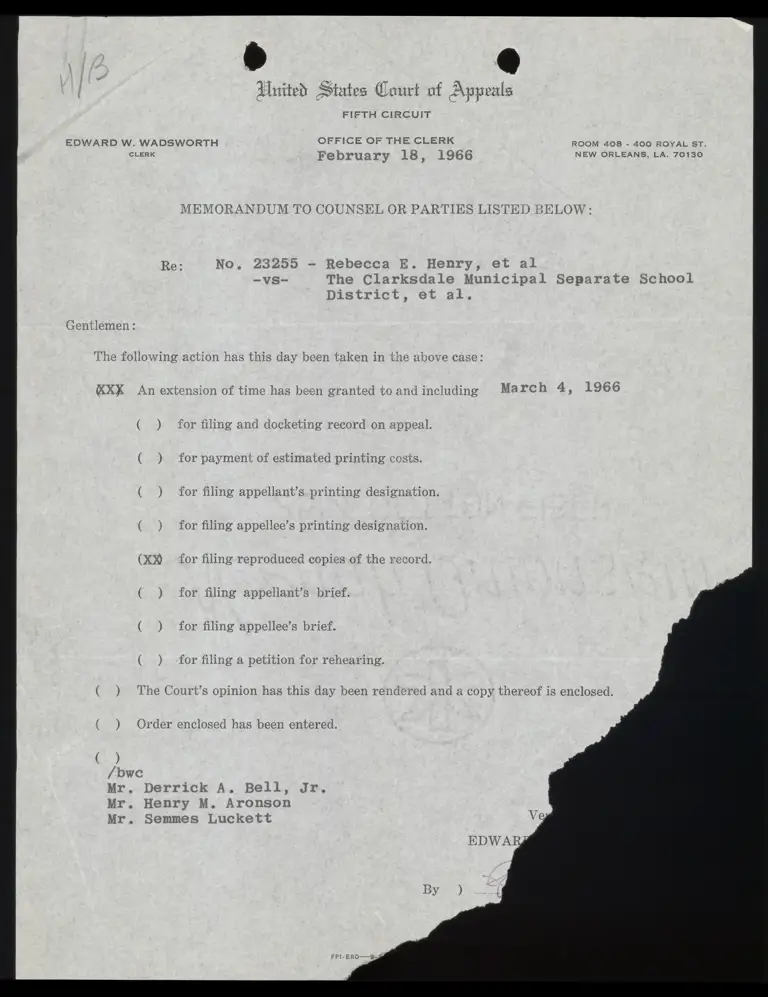 H/B
United States Court of Appeals
FIFTH CIRCUIT
EDWARD W. WADSWORTH
CLERK
OFFICE OF THE CLERK
February 18, 1966
ROOM 408 - 400 ROYAL ST.
NEW ORLEANS, LA. 70130
MEMORANDUM TO COUNSEL OR PARTIES LISTED BELOW:
Re: No. 23255 - Rebecca E. Henry, et al
-vs- The Clarksdale Municipal Separate School
District, et al.
Gentlemen:
The following action has this day been taken in the above case:
(XXX) An extension of time has been granted to and including March 4, 1966
( ) for filing and docketing record on appeal.
( ) for payment of estimated printing costs.
( ) for filing appellant's printing designation.
( ) for filing appellee's printing designation.
(XX) for filing reproduced copies of the record.
( ) for filing appellant's brief.
( ) for filing appellee's brief.
( ) for filing a petition for rehearing.
( ) The Court's opinion has this day been rendered and a copy thereof is enclosed.
( ) Order enclosed has been entered.
( )
/bwc
Mr. Derrick A. Bell, Jr.
Mr. Henry M. Aronson
Mr. Semmes Luckett
Ve
EDWAR
By )
FPI-ERO